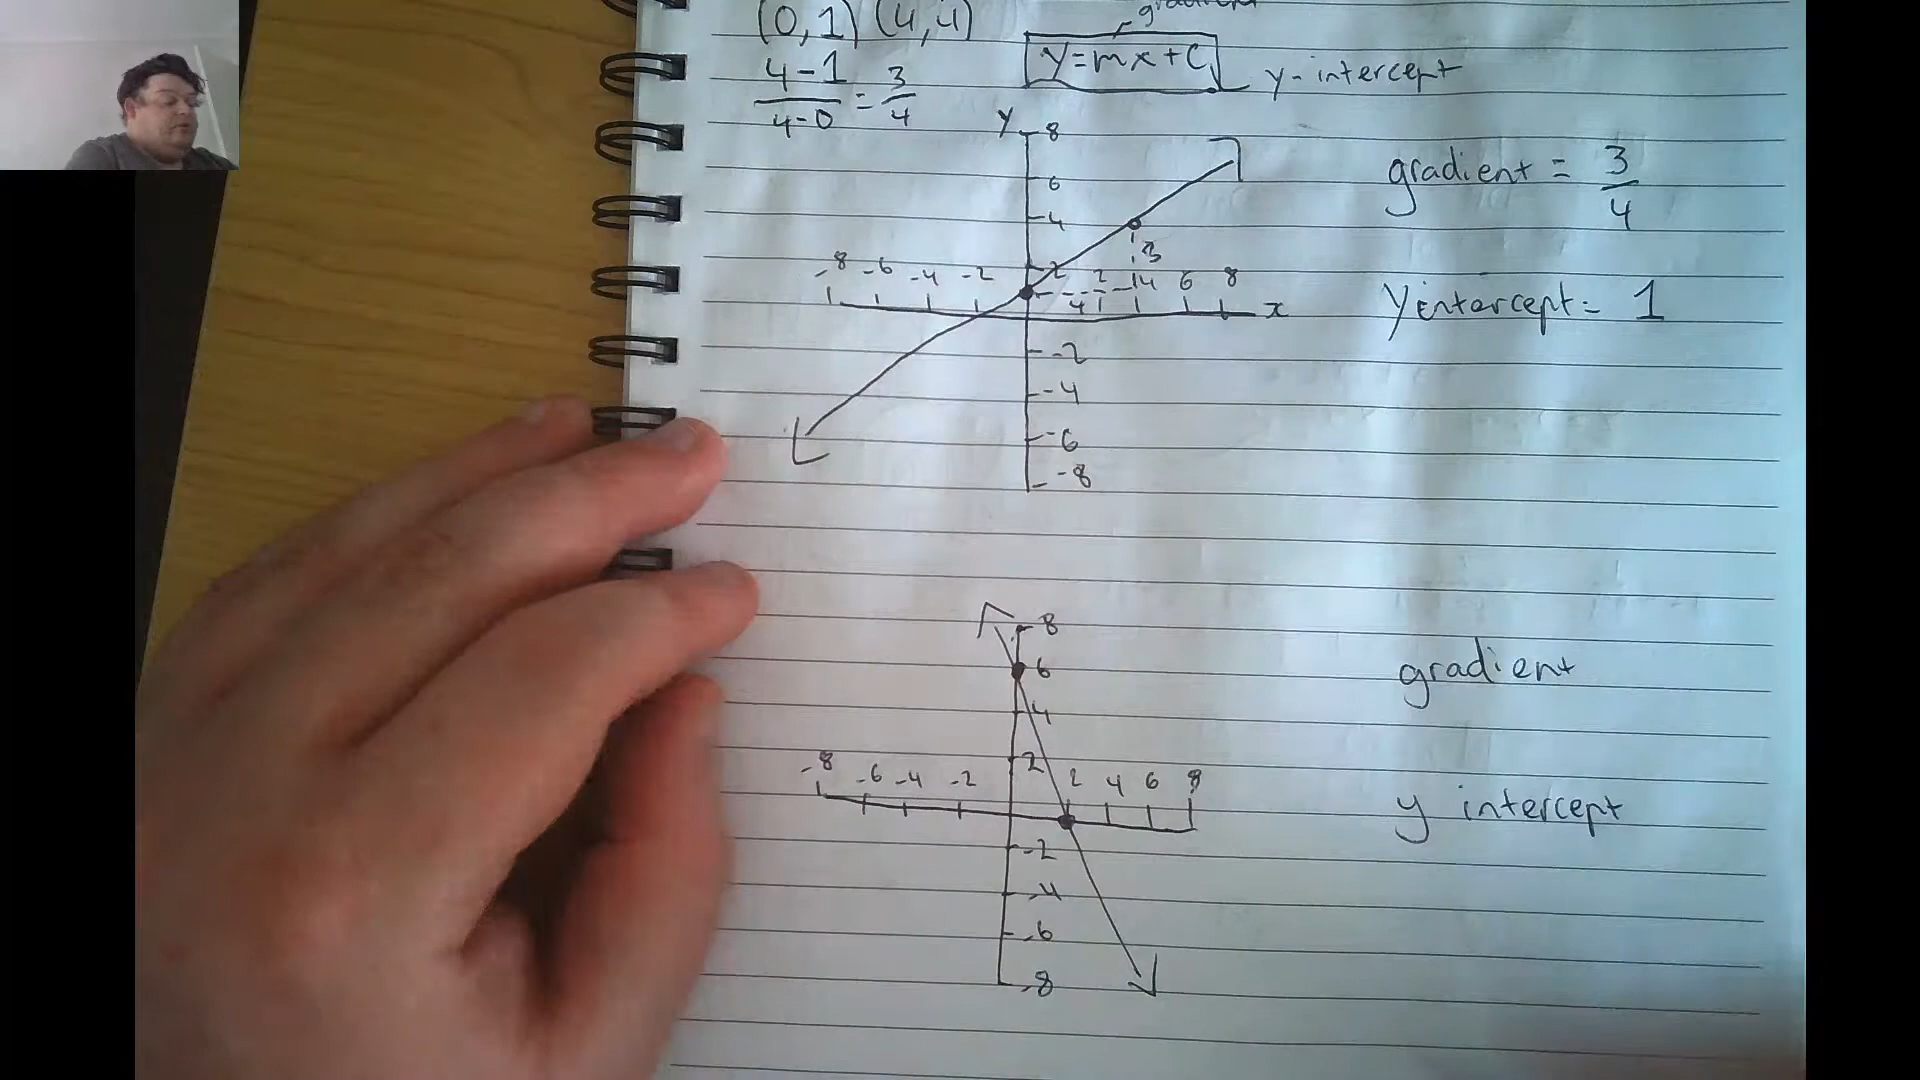 gradient
(0,1) (4,4)
y=mx+c
y-intercept
4-1
4-0
= 3
4
y
8
6
4
2
-2
-4
-6
-8
-8 -6 -4 -2 2 4 6 8 x
3
4
gradient = 3
4
y intercept = 1
8
6
4
2
-8 -6 -4 -2 2 4 6 8
-2
-4
-6
-8
gradient
y intercept